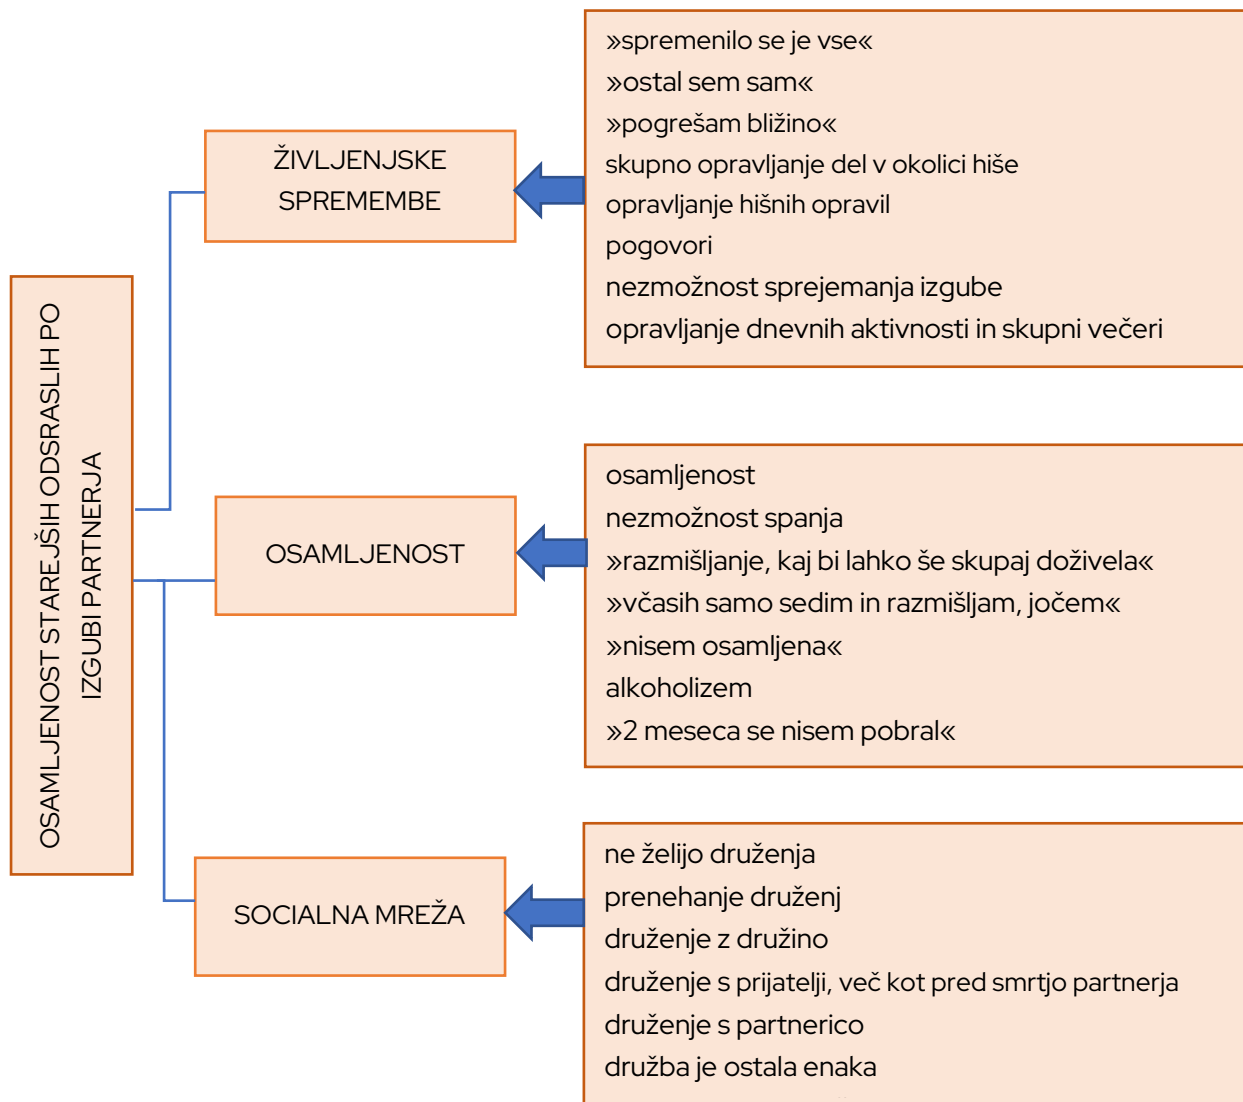 OSAMLJENOST STAREJŠIH ODSRASLIH PO
IZGUBI PARTNERJA
ŽIVLJENJSKE
SPREMEMBE
»spremenilo se je vse«
»ostal sem sam«
»pogrešam bližino«
skupno opravljanje del v okolici hiše
opravljanje hišnih opravil
pogovori
nezmožnost sprejemanja izgube
opravljanje dnevnih aktivnosti in skupni večeri
OSAMLJENOST
osamljenost
nezmožnost spanja
»razmišljanje, kaj bi lahko še skupaj doživela«
»včasih samo sedim in razmišljam, jočem«
»nisem osamljena«
alkoholizem
»2 meseca se nisem pobral«
SOCIALNA MREŽA
ne želijo druženja
prenehanje druženj
druženje z družino
druženje s prijatelji, več kot pred smrtjo partnerja
druženje s partnerico
družba je ostala enaka